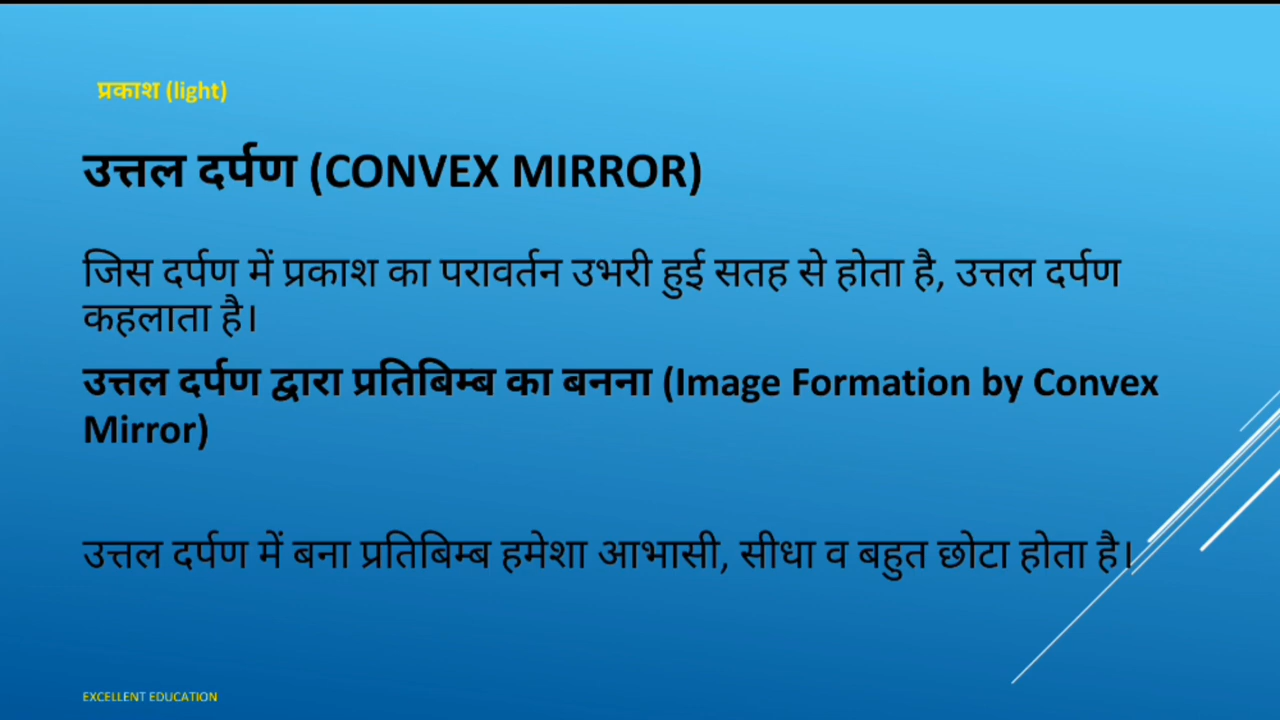 प्रकाश (light)
उत्तल दर्पण (CONVEX MIRROR)
जिस दर्पण में प्रकाश का परावर्तन उभरी हुई सतह से होता है, उत्तल दर्पण
कहलाता है।
उत्तल दर्पण द्वारा प्रतिबिम्ब का बनना (Image Formation by Convex
Mirror)
उत्तल दर्पण में बना प्रतिबिम्ब हमेशा आभासी, सीधा व बहुत छोटा होता है।
EXCELLENT EDUCATION